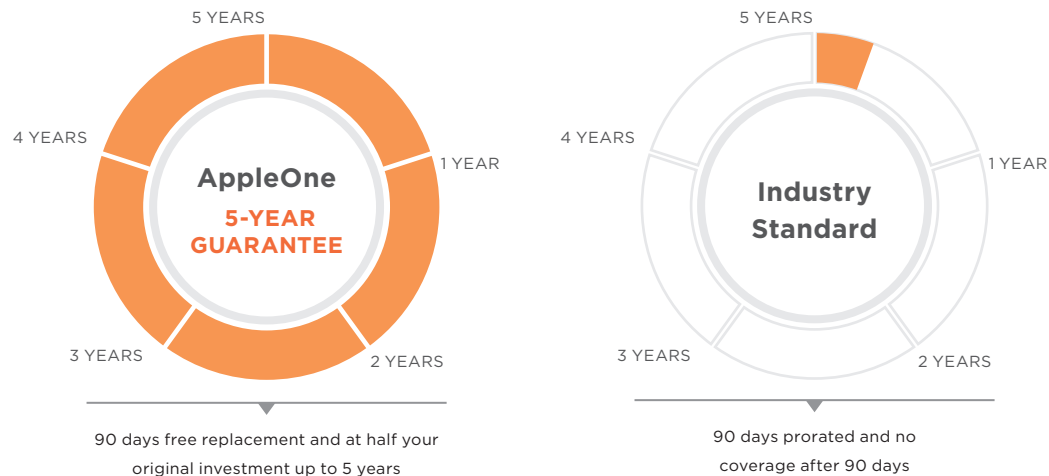 5 YEARS
4 YEARS
1 YEAR
AppleOne
5-YEAR
GUARANTEE
3 YEARS
2 YEARS
90 days free replacement and at half your
original investment up to 5 years
5 YEARS
4 YEARS
1 YEAR
Industry
Standard
3 YEARS
2 YEARS
90 days prorated and no
coverage after 90 days